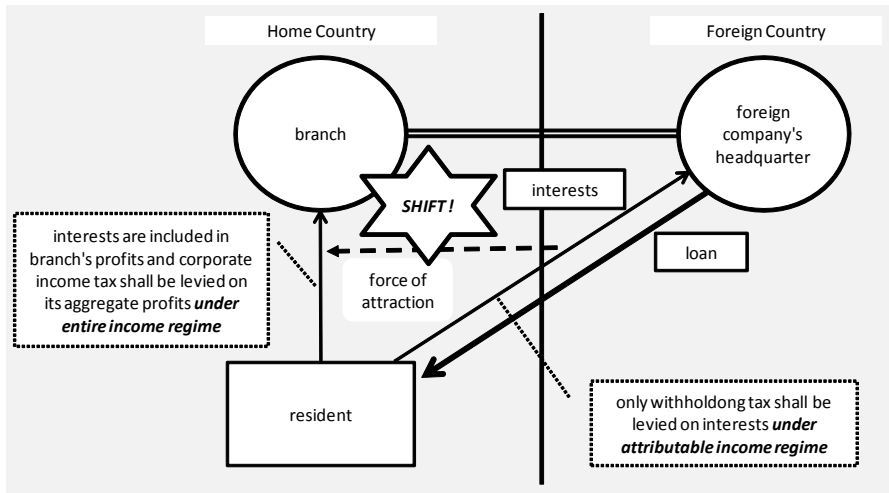 Home Country
Foreign Country
branch
foreign
company's
headquarter
SHIFT!
interests
interests are included in
branch's profits and corporate
income tax shall be levied on
its aggregate profits under
entire income regime
force of
attraction
loan
resident
only withholdong tax shall be
levied on interests under
attributable income regime